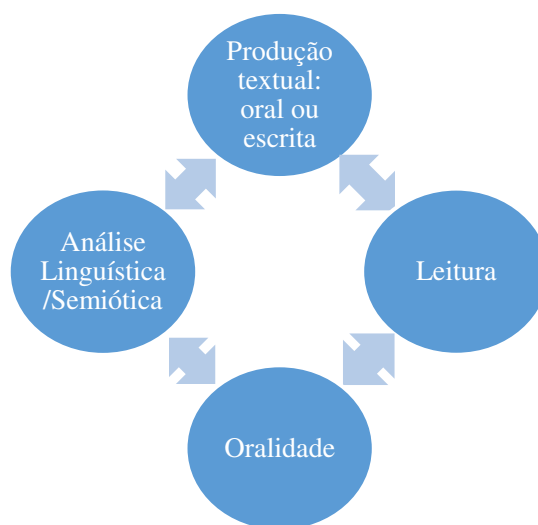 Produção
textual:
oral ou
escrita
Análise
Linguística
/Semiótica
Leitura
Oralidade